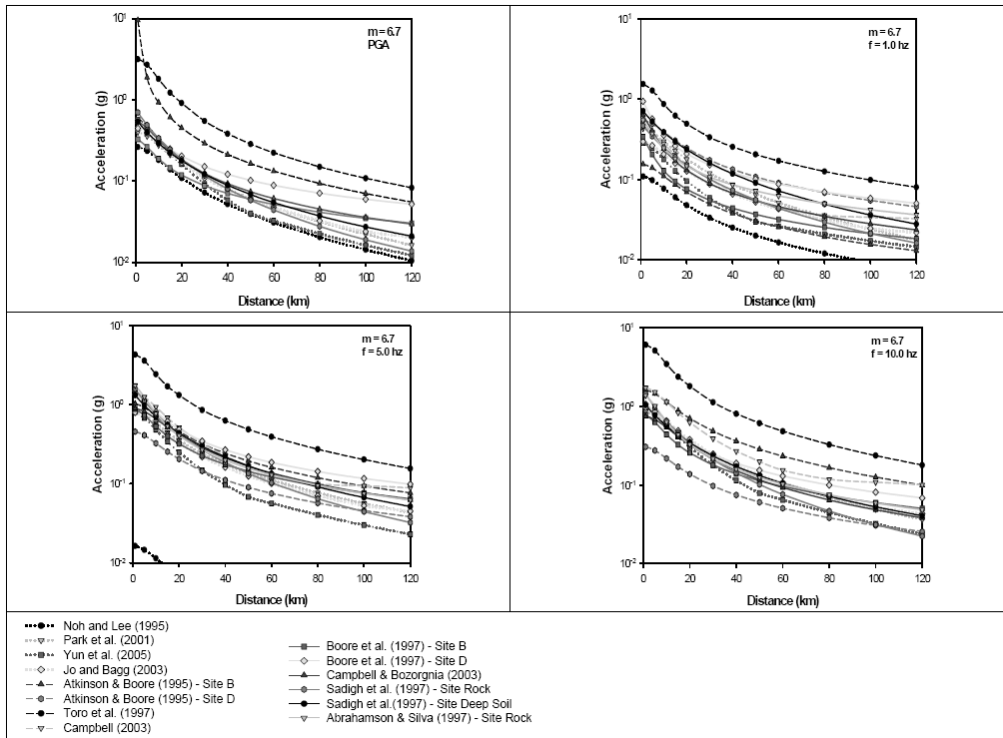 m = 6.7
PGA
Acceleration (g)
10¹
10⁰
10⁻¹
10⁻²
0 20 40 60 80 100 120
Distance (km)
m = 6.7
f = 1.0 hz
Acceleration (g)
10¹
10⁰
10⁻¹
10⁻²
0 20 40 60 80 100 120
Distance (km)
m = 6.7
f = 5.0 hz
Acceleration (g)
10¹
10⁰
10⁻¹
10⁻²
0 20 40 60 80 100 120
Distance (km)
m = 6.7
f = 10.0 hz
Acceleration (g)
10¹
10⁰
10⁻¹
10⁻²
0 20 40 60 80 100 120
Distance (km)
Noh and Lee (1995)
Park et al. (2001)
Yun et al. (2005)
Jo and Bagg (2003)
Atkinson & Boore (1995) - Site B
Atkinson & Boore (1995) - Site D
Toro et al. (1997)
Campbell (2003)
Boore et al. (1997) - Site B
Boore et al. (1997) - Site D
Campbell & Bozorgnia (2003)
Sadigh et al. (1997) - Site Rock
Sadigh et al.(1997) - Site Deep Soil
Abrahamson & Silva (1997) - Site Rock